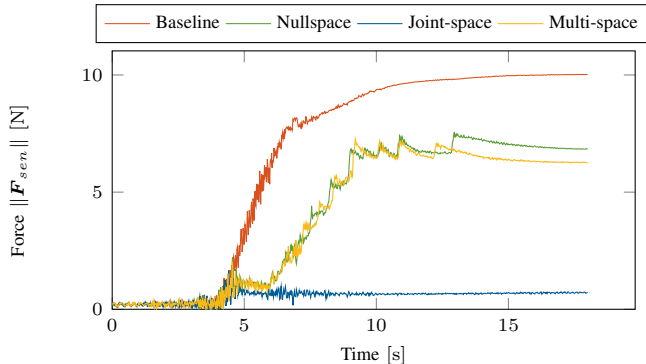 Baseline Nullspace Joint-space Multi-space
10
5
0
0 5 10 15
Force ||F_sen|| [N]
Time [s]